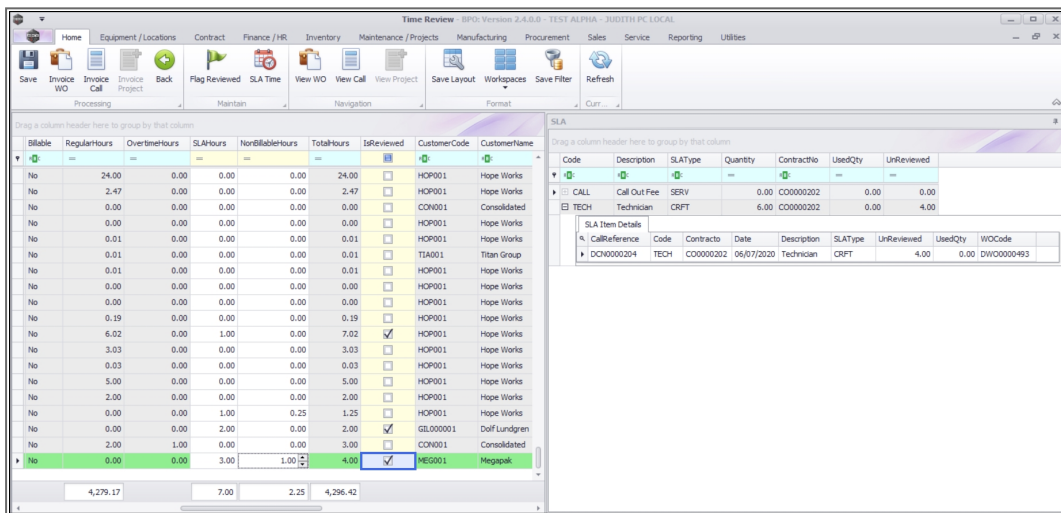 Time Review - BPO: Version 2.4.0.0 - TEST ALPHA - JUDITH PC LOCAL
Home Equipment / Locations Contract Finance / HR Inventory Maintenance / Projects Manufacturing Procurement Sales Service Reporting Utilities
Save Invoice WO Invoice Call Invoice Project Back Flag Reviewed SLA Time View WO View Call View Project Save Layout Workspaces Save Filter Refresh
Processing Maintain Navigation Format Curr ...
Drag a column header here to group by that column
Billable RegularHours OvertimeHours SLAHours NonBillableHours TotalHours IsReviewed CustomerCode CustomerName
No 24.00 0.00 0.00 0.00 24.00 HOP001 Hope Works
No 2.47 0.00 0.00 0.00 2.47 HOP001 Hope Works
No 0.00 0.00 0.00 0.00 0.00 CON001 Consolidated
No 0.00 0.00 0.00 0.00 0.00 HOP001 Hope Works
No 0.01 0.00 0.00 0.00 0.01 HOP001 Hope Works
No 0.01 0.00 0.00 0.00 0.01 TIA001 Titan Group
No 0.01 0.00 0.00 0.00 0.01 HOP001 Hope Works
No 0.00 0.00 0.00 0.00 0.00 HOP001 Hope Works
No 0.00 0.00 0.00 0.00 0.00 HOP001 Hope Works
No 0.19 0.00 0.00 0.00 0.19 HOP001 Hope Works
No 6.02 0.00 1.00 0.00 7.02 HOP001 Hope Works
No 3.03 0.00 0.00 0.00 3.03 HOP001 Hope Works
No 0.03 0.00 0.00 0.00 0.03 HOP001 Hope Works
No 5.00 0.00 0.00 0.00 5.00 HOP001 Hope Works
No 2.00 0.00 0.00 0.00 2.00 HOP001 Hope Works
No 0.00 0.00 1.00 0.25 1.25 HOP001 Hope Works
No 0.00 0.00 2.00 0.00 2.00 GIL000001 Dolf Lundgren
No 2.00 1.00 0.00 0.00 3.00 CON001 Consolidated
No 0.00 0.00 3.00 1.00 4.00 MEG001 Megapak
4,279.17 7.00 2.25 4,296.42
SLA
Drag a column header here to group by that column
Code Description SLAType Quantity ContractNo UsedQty UnReviewed
CALL Call Out Fee SERV 0.00 CO0000202 0.00 0.00
TECH Technician CRFT 6.00 CO0000202 0.00 4.00
SLA Item Details
CallReference Code Contracto Date Description SLAType UnReviewed UsedQty WOCode
DCN0000204 TECH CO0000202 06/07/2020 Technician CRFT 4.00 0.00 DWO0000493